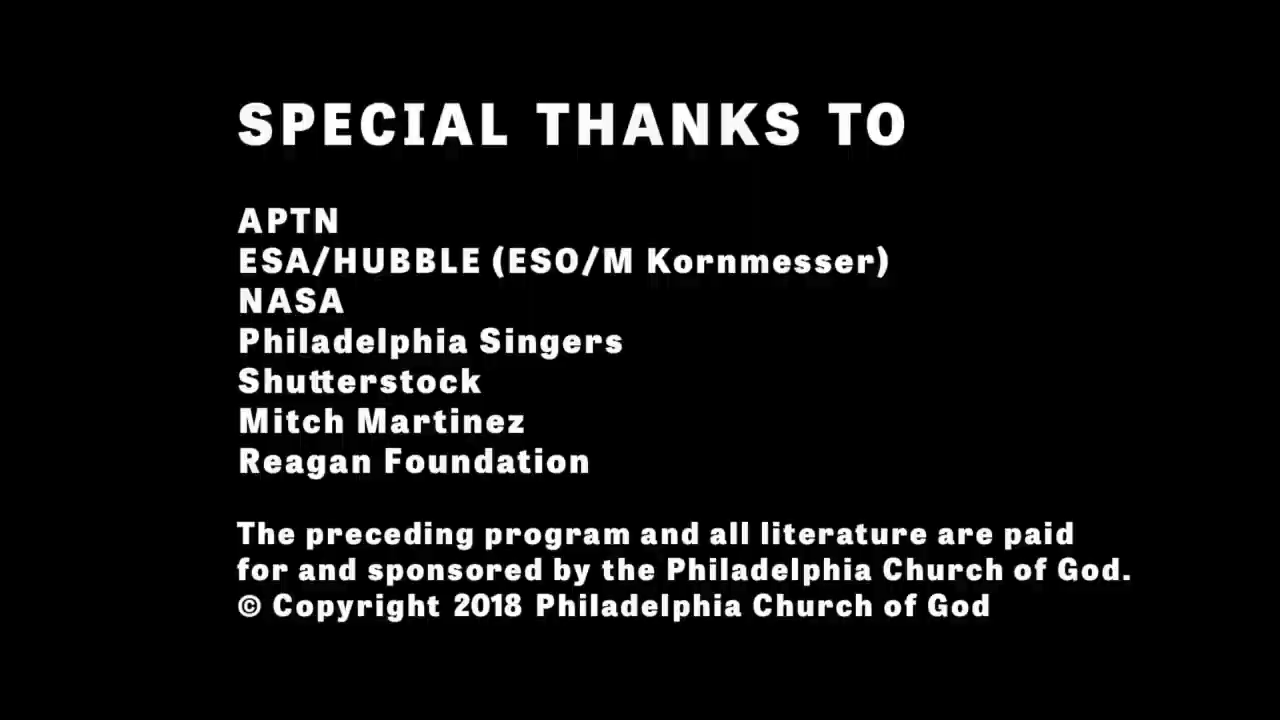 SPECIAL THANKS TO
APTN
ESA/HUBBLE (ESO/M Kornmesser)
NASA
Philadelphia Singers
Shutterstock
Mitch Martinez
Reagan Foundation
The preceding program and all literature are paid
for and sponsored by the Philadelphia Church of God.
© Copyright 2018 Philadelphia Church of God